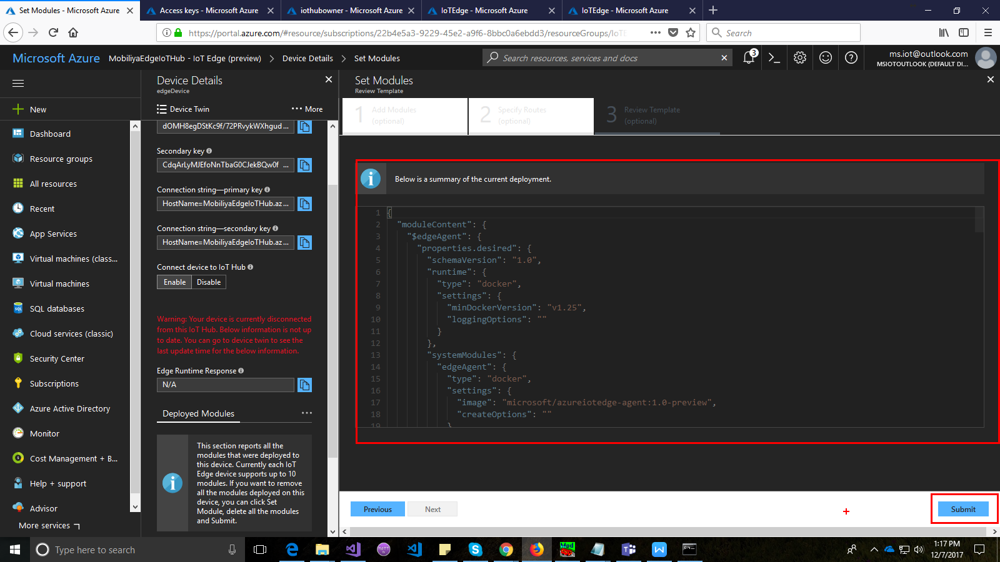 Set Modules - Microsoft Azure
Access keys - Microsoft Azure
iothubowner - Microsoft Azure
IoTEdge - Microsoft Azure
IoTEdge - Microsoft Azure
https://portal.azure.com/#resource/subscriptions/22b4e5a3-9229-45e2-a9f6-8bbc0a6ebdd3/resourceGroups/IoTE
Search
Microsoft Azure
MobiliyaEdgeIoTHub - IoT Edge (preview) > Device Details > Set Modules
Search resources, services and docs
3
ms.iot@outlook.com
MSIOTOUTLOOK (DEFAULT DI...
New
Dashboard
Resource groups
All resources
Recent
App Services
Virtual machines (class...
Virtual machines
SQL databases
Cloud services (classic)
Security Center
Subscriptions
Azure Active Directory
Monitor
Cost Management + B...
Help + support
Advisor
More services
Device Details
edgeDevice
Device Twin
More
dOMH8egDStKc9f/72PRvykWXhgud...
Secondary key
CdqArLyMJEfoNnTbaG0CJekBQw0f ...
Connection string—primary key
HostName=MobiliyaEdgeIoTHub.az...
Connection string—secondary key
HostName=MobiliyaEdgeIoTHub.az...
Connect device to IoT Hub
Enable Disable
Warning: Your device is currently disconnected
from this IoT Hub. Below information is not up
to date. You can go to device twin to see the
last update time for the below information.
Edge Runtime Response
N/A
Deployed Modules
This section reports all the
modules that were deployed to
this device. Currently each IoT
Edge device supports up to 10
modules. If you want to remove
all the modules deployed on this
device, you can click Set
Module, delete all the modules
and Submit.
Set Modules
Review Template
1 Add Modules
(optional)
2 Specify Routes
(optional)
3 Review Template
(optional)
Below is a summary of the current deployment.
1 {
2 "moduleContent": {
3 "$edgeAgent": {
4 "properties.desired": {
5 "schemaVersion": "1.0",
6 "runtime": {
7 "type": "docker",
8 "settings": {
9 "minDockerVersion": "v1.25",
10 "loggingOptions": ""
11 }
12 },
13 "systemModules": {
14 "edgeAgent": {
15 "type": "docker",
16 "settings": {
17 "image": "microsoft/azureiotedge-agent:1.0-preview",
18 "createOptions": ""
19 }
Previous
Next
Submit
Type here to search
1:17 PM
12/7/2017